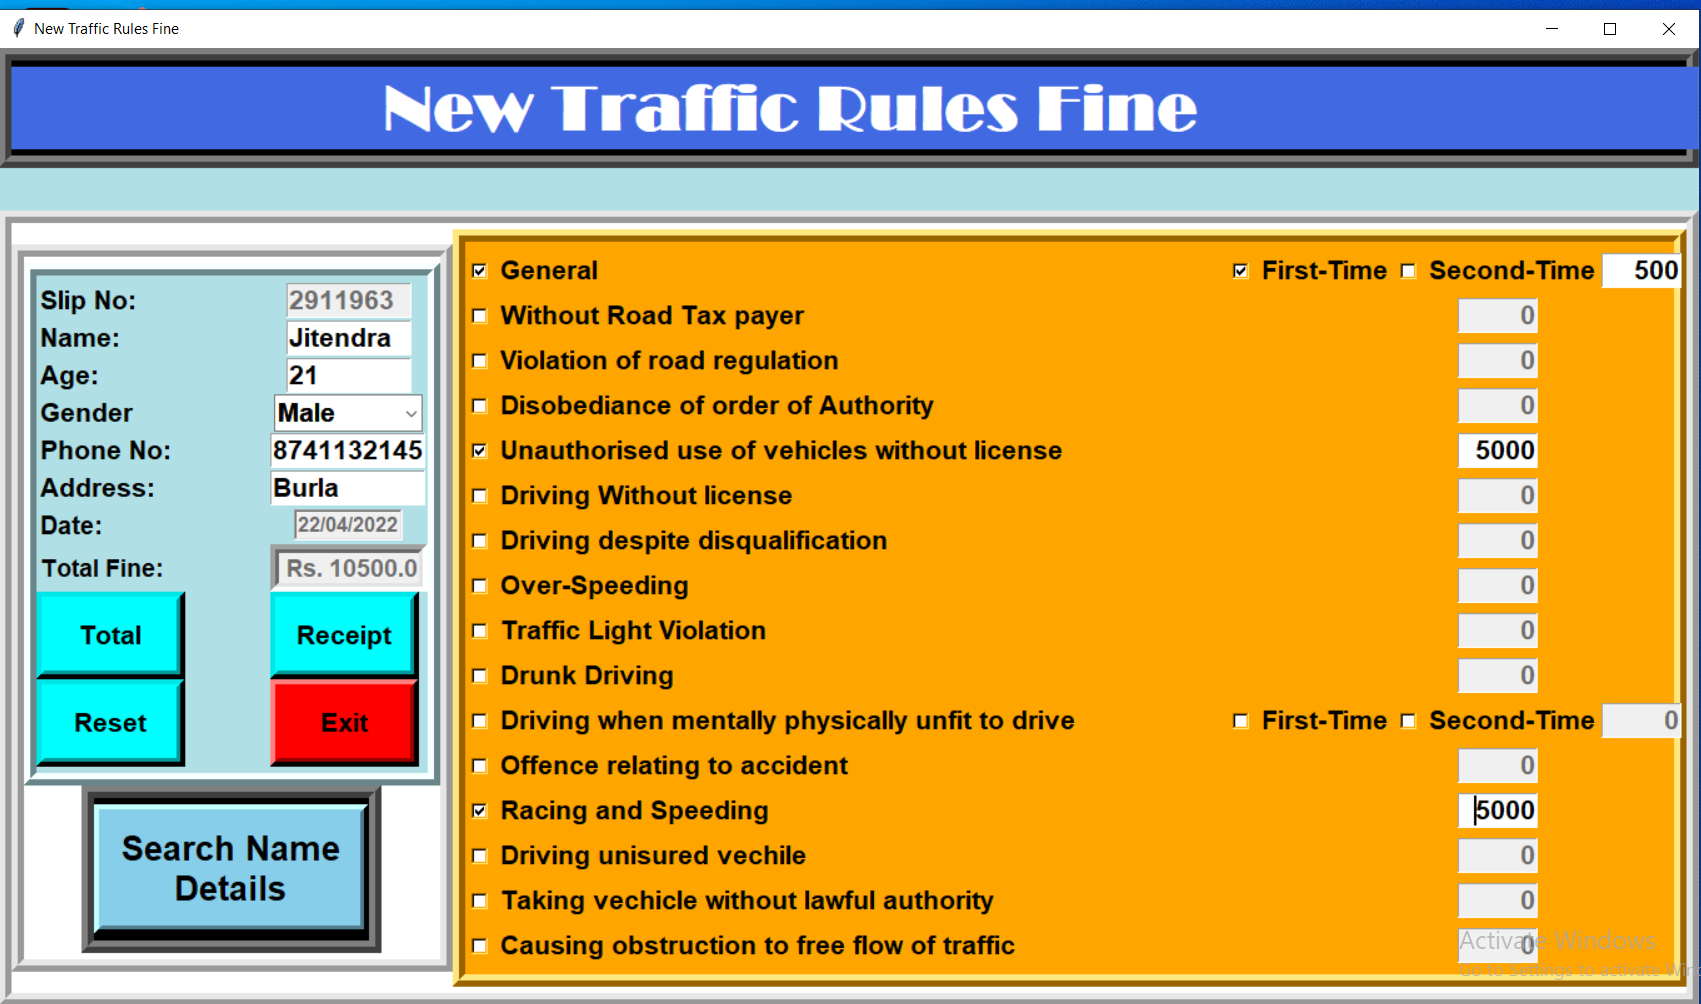 New Traffic Rules Fine
New Traffic Rules Fine
Slip No: 2911963
Name: Jitendra
Age: 21
Gender Male
Phone No: 8741132145
Address: Burla
Date: 22/04/2022
Total Fine: Rs. 10500.0
Total Receipt
Reset Exit
Search Name
Details
General First-Time Second-Time 500
Without Road Tax payer 0
Violation of road regulation 0
Disobediance of order of Authority 0
Unauthorised use of vehicles without license 5000
Driving Without license 0
Driving despite disqualification 0
Over-Speeding 0
Traffic Light Violation 0
Drunk Driving 0
Driving when mentally physically unfit to drive First-Time Second-Time 0
Offence relating to accident 0
Racing and Speeding 5000
Driving unisured vechile 0
Taking vechicle without lawful authority 0
Causing obstruction to free flow of traffic 0
Activate Windows
Go to Settings to activate Win